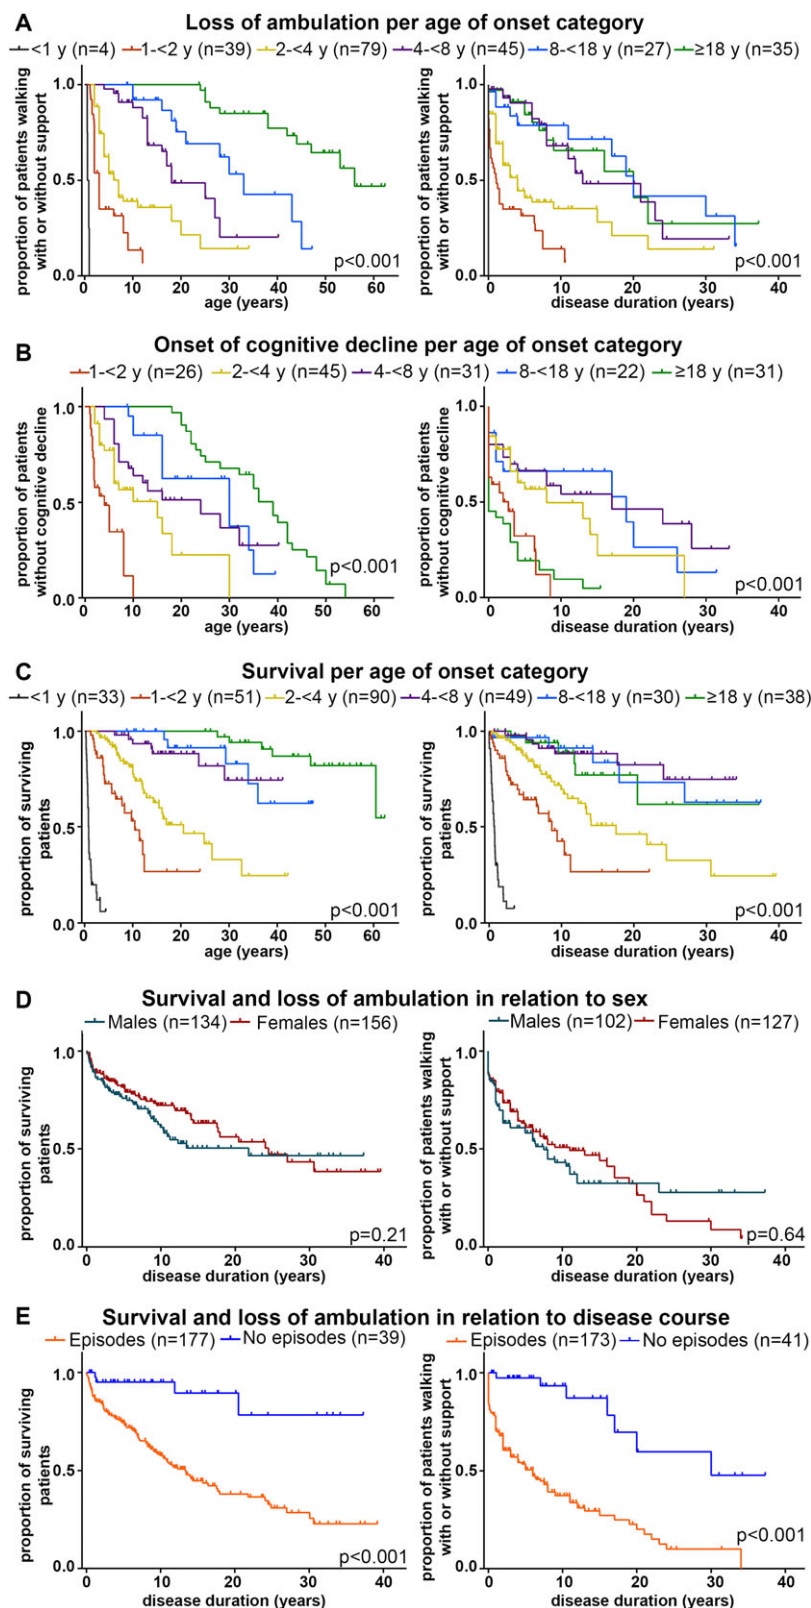 A
Loss of ambulation per age of onset category
<1 y (n=4) 1-<2 y (n=39) 2-<4 y (n=79) 4-<8 y (n=45) 8-<18 y (n=27) ≥18 y (n=35)
proportion of patients walking
with or without support
1.0
0.5
0.0
p<0.001
0 10 20 30 40 50 60
age (years)
proportion of patients walking
with or without support
1.0
0.5
0.0
p<0.001
0 10 20 30 40
disease duration (years)
B
Onset of cognitive decline per age of onset category
1-<2 y (n=26) 2-<4 y (n=45) 4-<8 y (n=31) 8-<18 y (n=22) ≥18 y (n=31)
proportion of patients
without cognitive decline
1.0
0.5
0.0
p<0.001
0 10 20 30 40 50 60
age (years)
proportion of patients
without cognitive decline
1.0
0.5
0.0
p<0.001
0 10 20 30 40
disease duration (years)
C
Survival per age of onset category
<1 y (n=33) 1-<2 y (n=51) 2-<4 y (n=90) 4-<8 y (n=49) 8-<18 y (n=30) ≥18 y (n=38)
proportion of surviving
patients
1.0
0.5
0.0
p<0.001
0 10 20 30 40 50 60
age (years)
proportion of surviving
patients
1.0
0.5
0.0
p<0.001
0 10 20 30 40
disease duration (years)
D
Survival and loss of ambulation in relation to sex
Males (n=134) Females (n=156)
proportion of surviving
patients
1.0
0.5
0.0
p=0.21
0 10 20 30 40
disease duration (years)
Males (n=102) Females (n=127)
proportion of patients walking
with or without support
1.0
0.5
0.0
p=0.64
0 10 20 30 40
disease duration (years)
E
Survival and loss of ambulation in relation to disease course
Episodes (n=177) No episodes (n=39)
proportion of surviving
patients
1.0
0.5
0.0
p<0.001
0 10 20 30 40
disease duration (years)
Episodes (n=173) No episodes (n=41)
proportion of patients walking
with or without support
1.0
0.5
0.0
p<0.001
0 10 20 30 40
disease duration (years)